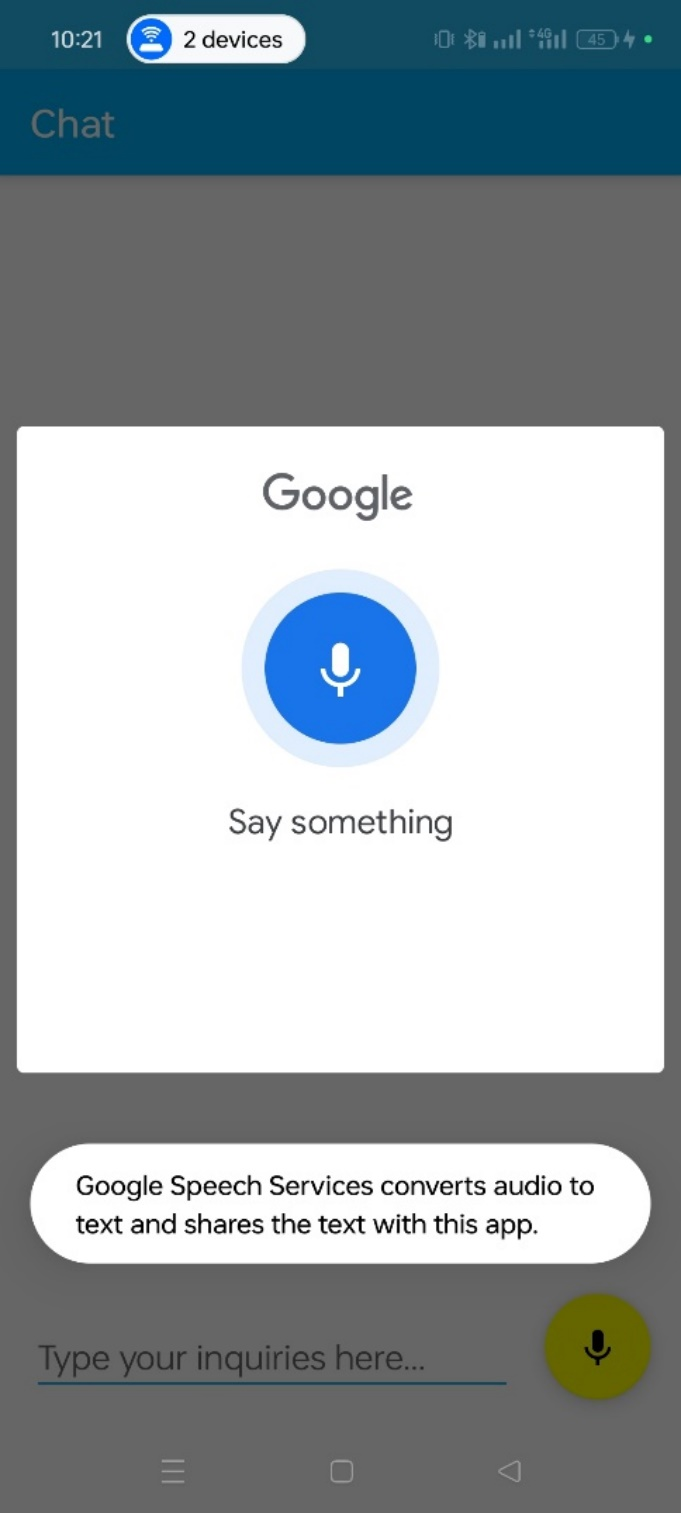 10:21 2 devices 4G 45
Chat
Google
Say something
Google Speech Services converts audio to
text and shares the text with this app.
Type your inquiries here...